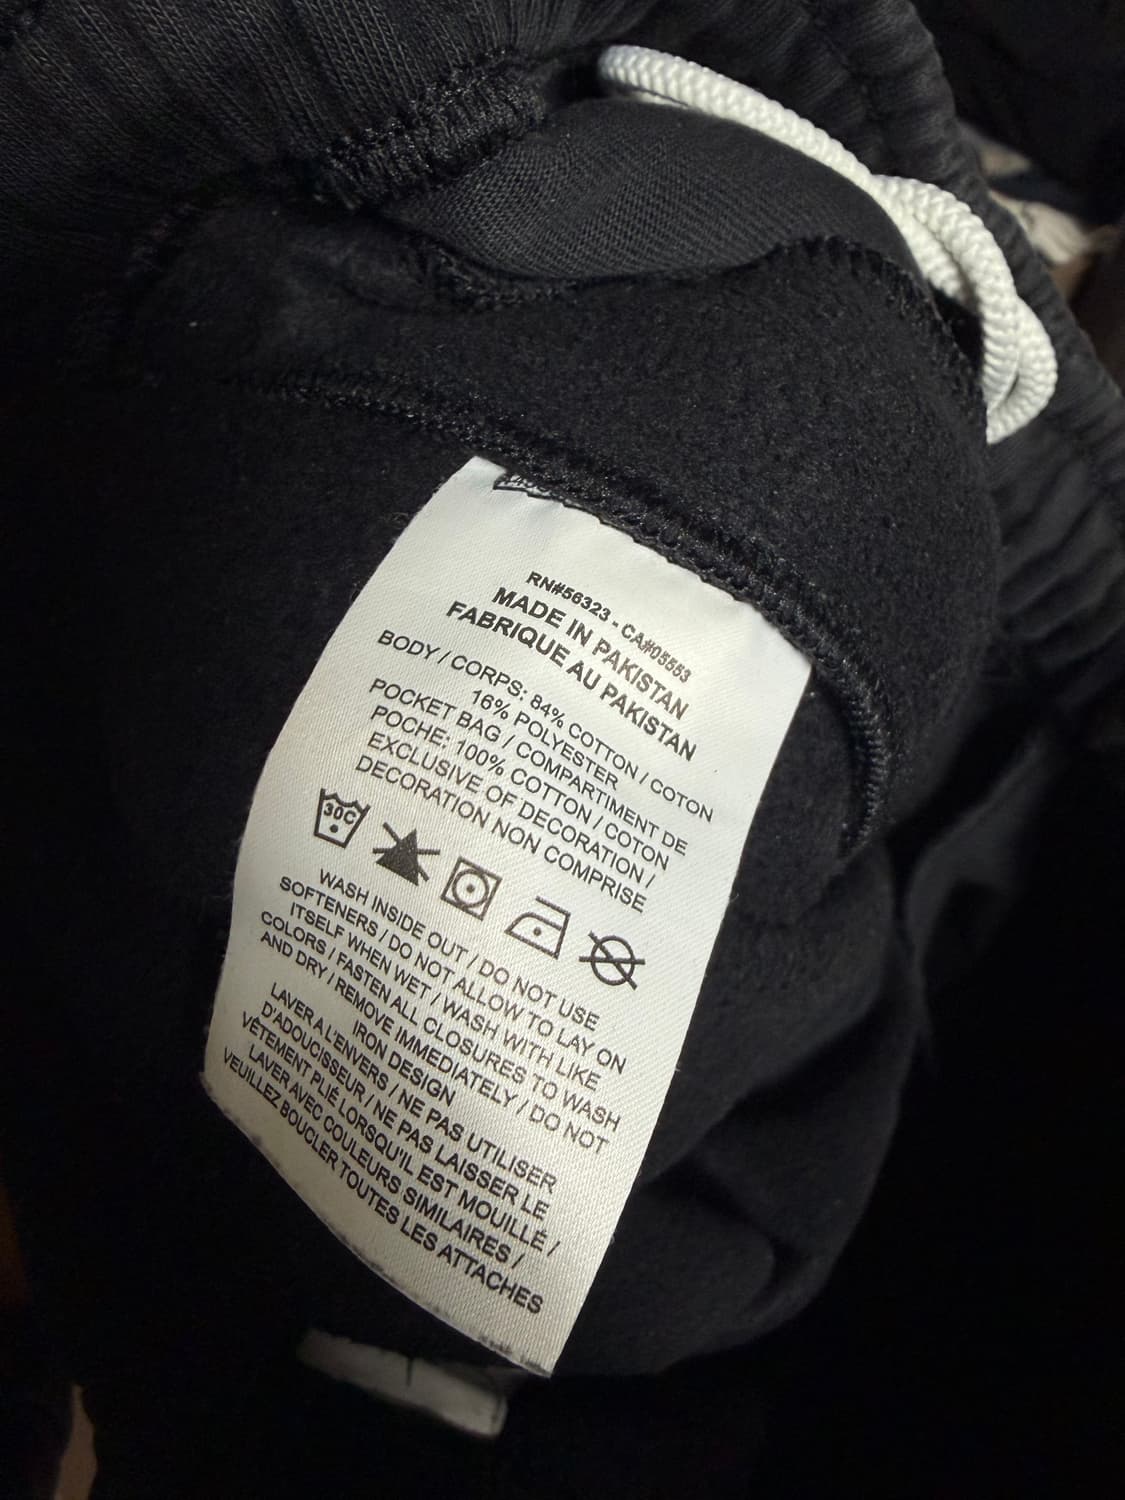 RN#56323 - CA#05553
MADE IN PAKISTAN
FABRIQUE AU PAKISTAN
BODY / CORPS: 84% COTTON / COTON
16% POLYESTER
POCKET BAG / COMPARTIMENT DE
POCHE: 100% COTTON / COTON
EXCLUSIVE OF DECORATION /
DECORATION NON COMPRISE
30C
WASH INSIDE OUT / DO NOT USE
SOFTENERS / DO NOT ALLOW TO LAY ON
ITSELF WHEN WET / WASH WITH LIKE
COLORS / FASTEN ALL CLOSURES TO WASH
AND DRY / REMOVE IMMEDIATELY / DO NOT
IRON DESIGN
LAVER A L'ENVERS / NE PAS UTILISER
D'ADOUCISSEUR / NE PAS LAISSER LE
VÊTEMENT PLIÉ LORSQU'IL EST MOUILLÉ /
LAVER AVEC COULEURS SIMILAIRES /
VEUILLEZ BOUCLER TOUTES LES ATTACHES